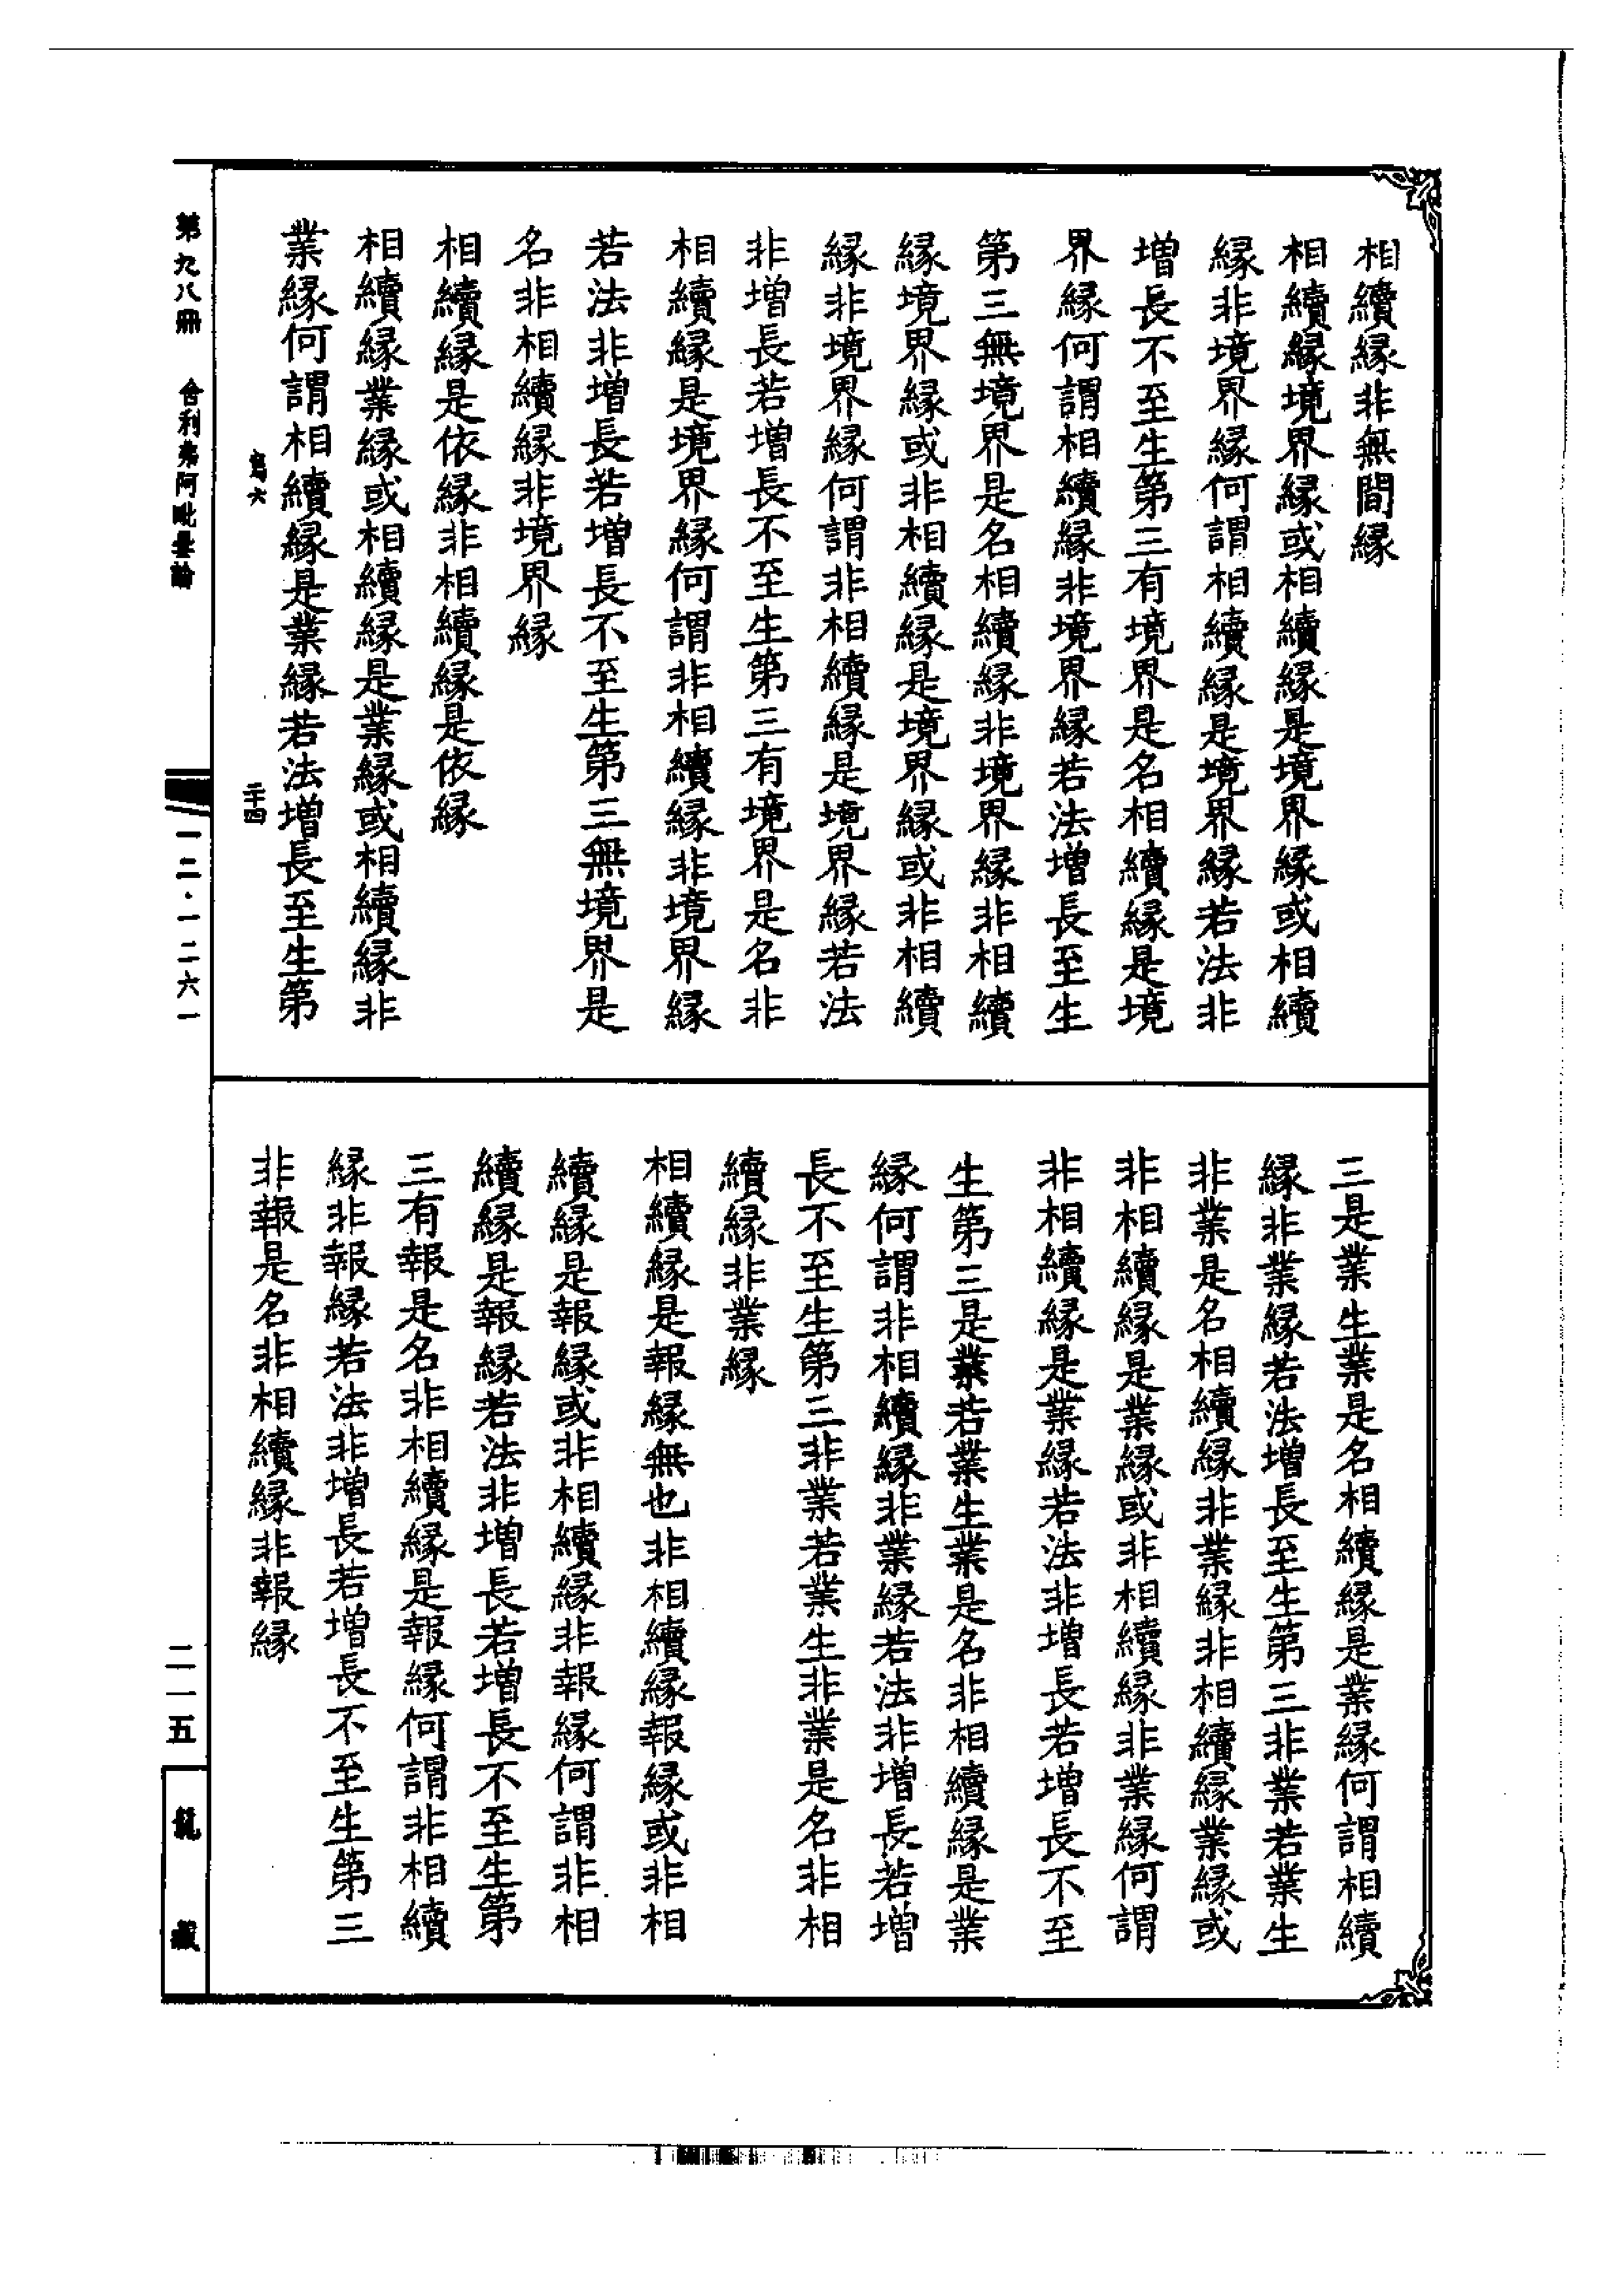 相續緣非無間緣
相續緣境界緣或相續緣是境界緣或相續
緣非境界緣何謂相續緣是境界緣若法非
增長不至生第三有境界是名相續緣是境
界緣何謂相續緣非境界緣若法增長至生
第三無境界是名相續緣非境界緣非相續
緣境界緣或非相續緣是境界緣或非相續
緣非境界緣何謂非相續緣是境界緣若法
非增長若增長不至生第三有境界是名非
相續緣是境界緣何謂非相續緣非境界緣
若法非增長若增長不至生第三無境界是
名非相續緣非境界緣
相續緣是依緣非相續緣是依緣
相續緣業緣或相續緣是業緣或相續緣非
業緣何謂相續緣是業緣若法增長至生第
三是業生業是名相續緣是業緣何謂相續
緣非業緣若法增長至生第三非業若業生
非業是名相續緣非業緣非相續緣業緣或
非相續緣是業緣或非相續緣非業緣何謂
非相續緣是業緣若法非增長若增長不至
生第三是業若業生業是名非相續緣是業
緣何謂非相續緣非業緣若法非增長若增
長不至生第三非業若業生非業是名非相
續緣非業緣
相續緣是報緣無也非相續緣報緣或非相
續緣是報緣或非相續緣非報緣何謂非相
續緣是報緣若法非增長若增長不至生第
三有報是名非相續緣是報緣何謂非相續
緣非報緣若法非增長若增長不至生第三
非報是名非相續緣非報緣
二十四
第九八冊 舍利弗阿毗曇論
一二·一二六一
二一五
龍藏